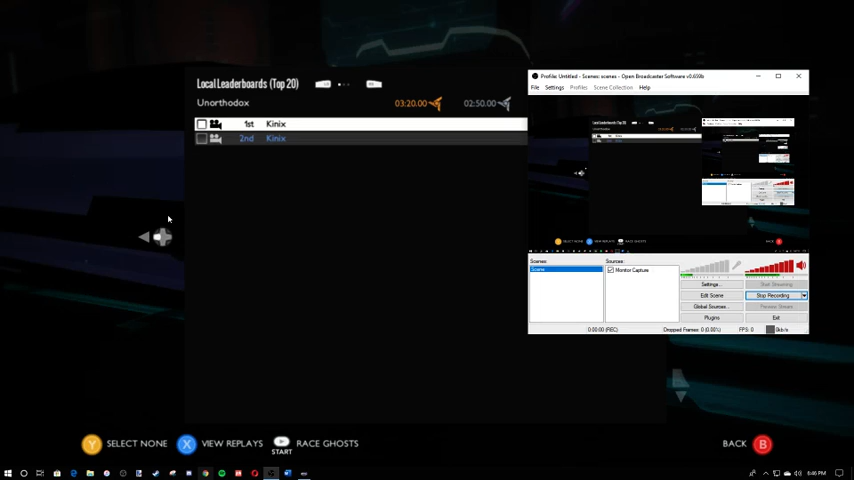 Local Leaderboards (Top 20)
Unorthodox
03:20.00
02:50.00
1st Kinix
2nd Kinix
Profile: Untitled - Scenes: scenes - Open Broadcaster Software v0.659b
File Settings Profiles Scene Collection Help
Scenes:
Sources:
Scene
Monitor Capture
Settings...
Start Streaming
Edit Scene
Stop Recording
Global Sources...
Preview Stream
Plugins
Exit
0:00:00 (REC)
Dropped Frames: 0 (0.00%)
FPS: 0
0kb/s
Y SELECT NONE
X VIEW REPLAYS
START RACE GHOSTS
BACK B
6:46 PM